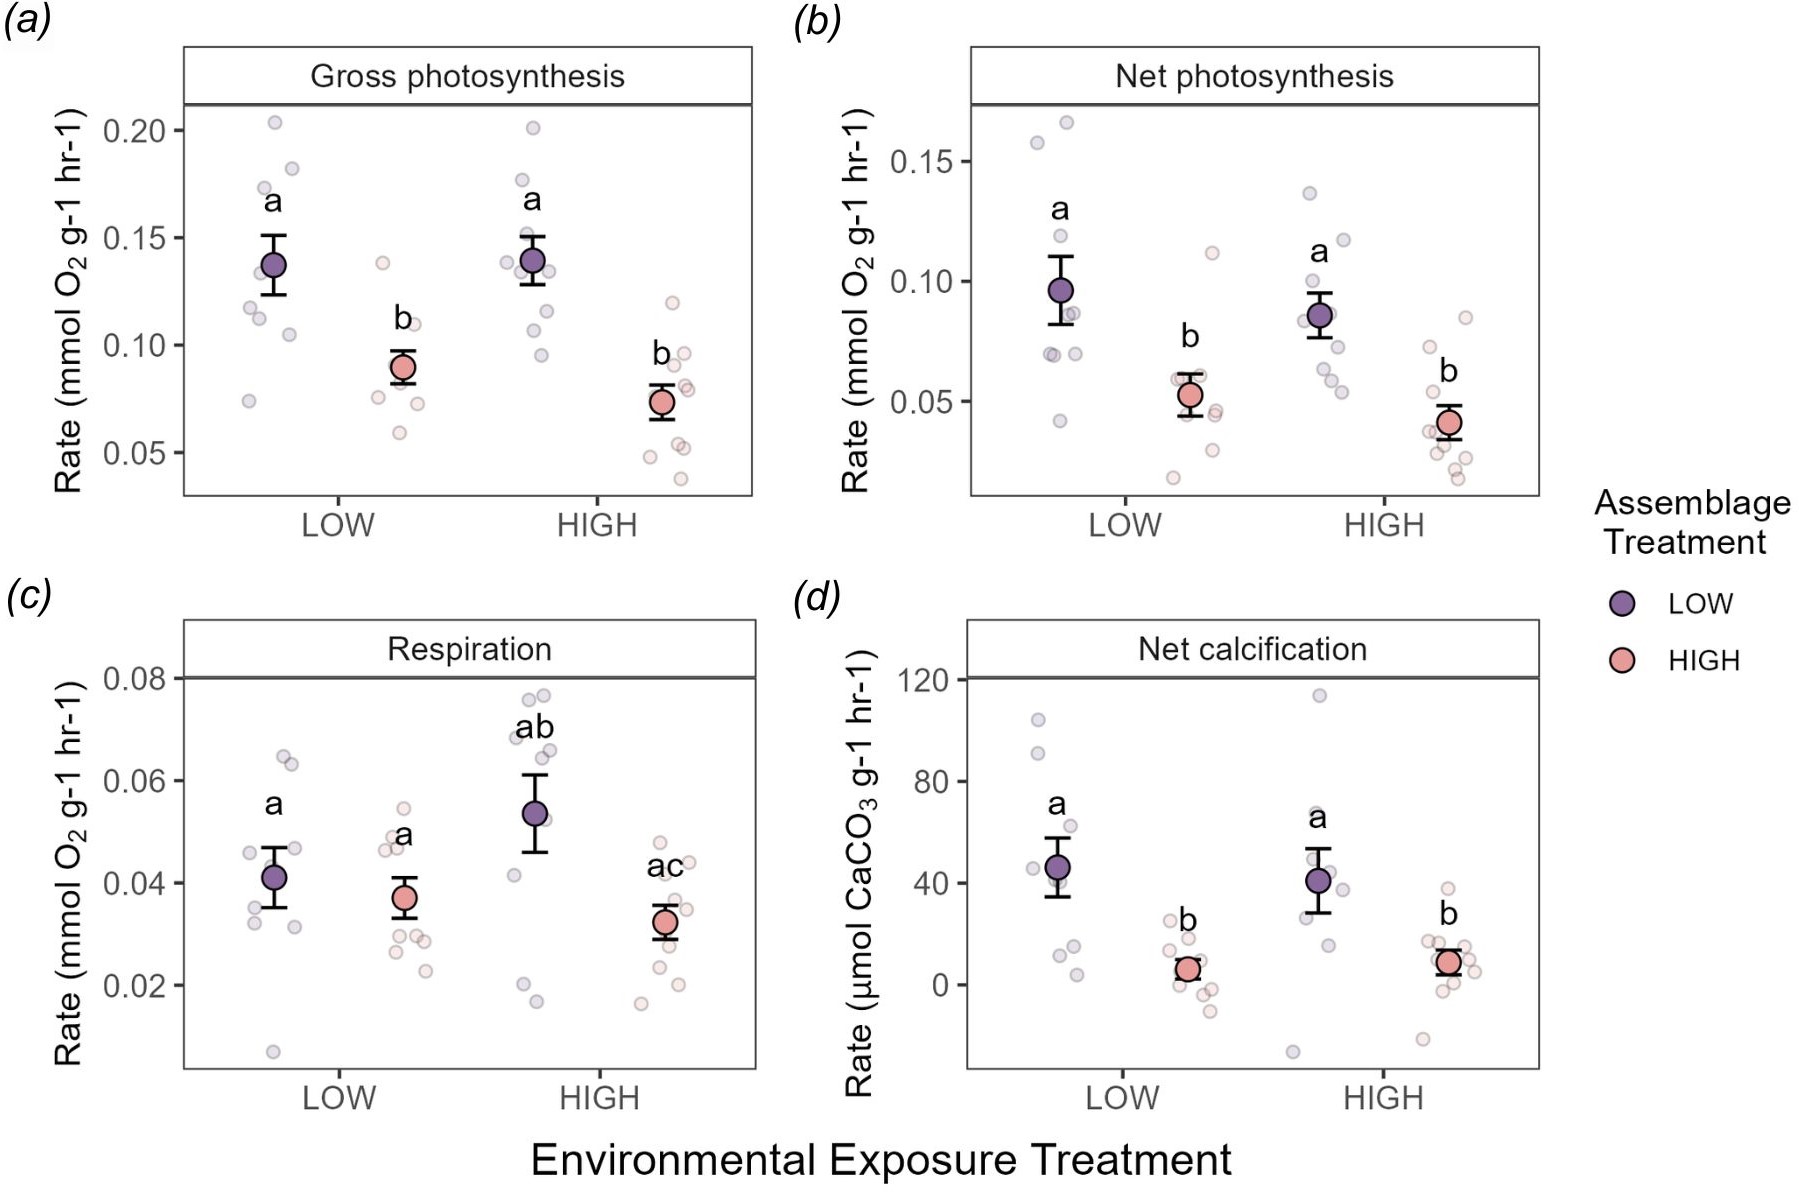 (a)
Gross photosynthesis
Rate (mmol O₂ g-1 hr-1)
0.20
0.15
0.10
0.05
a
b
a
b
LOW
HIGH
(b)
Net photosynthesis
Rate (mmol O₂ g-1 hr-1)
0.15
0.10
0.05
a
b
a
b
LOW
HIGH
(c)
Respiration
Rate (mmol O₂ g-1 hr-1)
0.08
0.06
0.04
0.02
a
a
ab
ac
LOW
HIGH
(d)
Net calcification
Rate (μmol CaCO₃ g-1 hr-1)
120
80
40
0
a
b
a
b
LOW
HIGH
Environmental Exposure Treatment
Assemblage
Treatment
LOW
HIGH